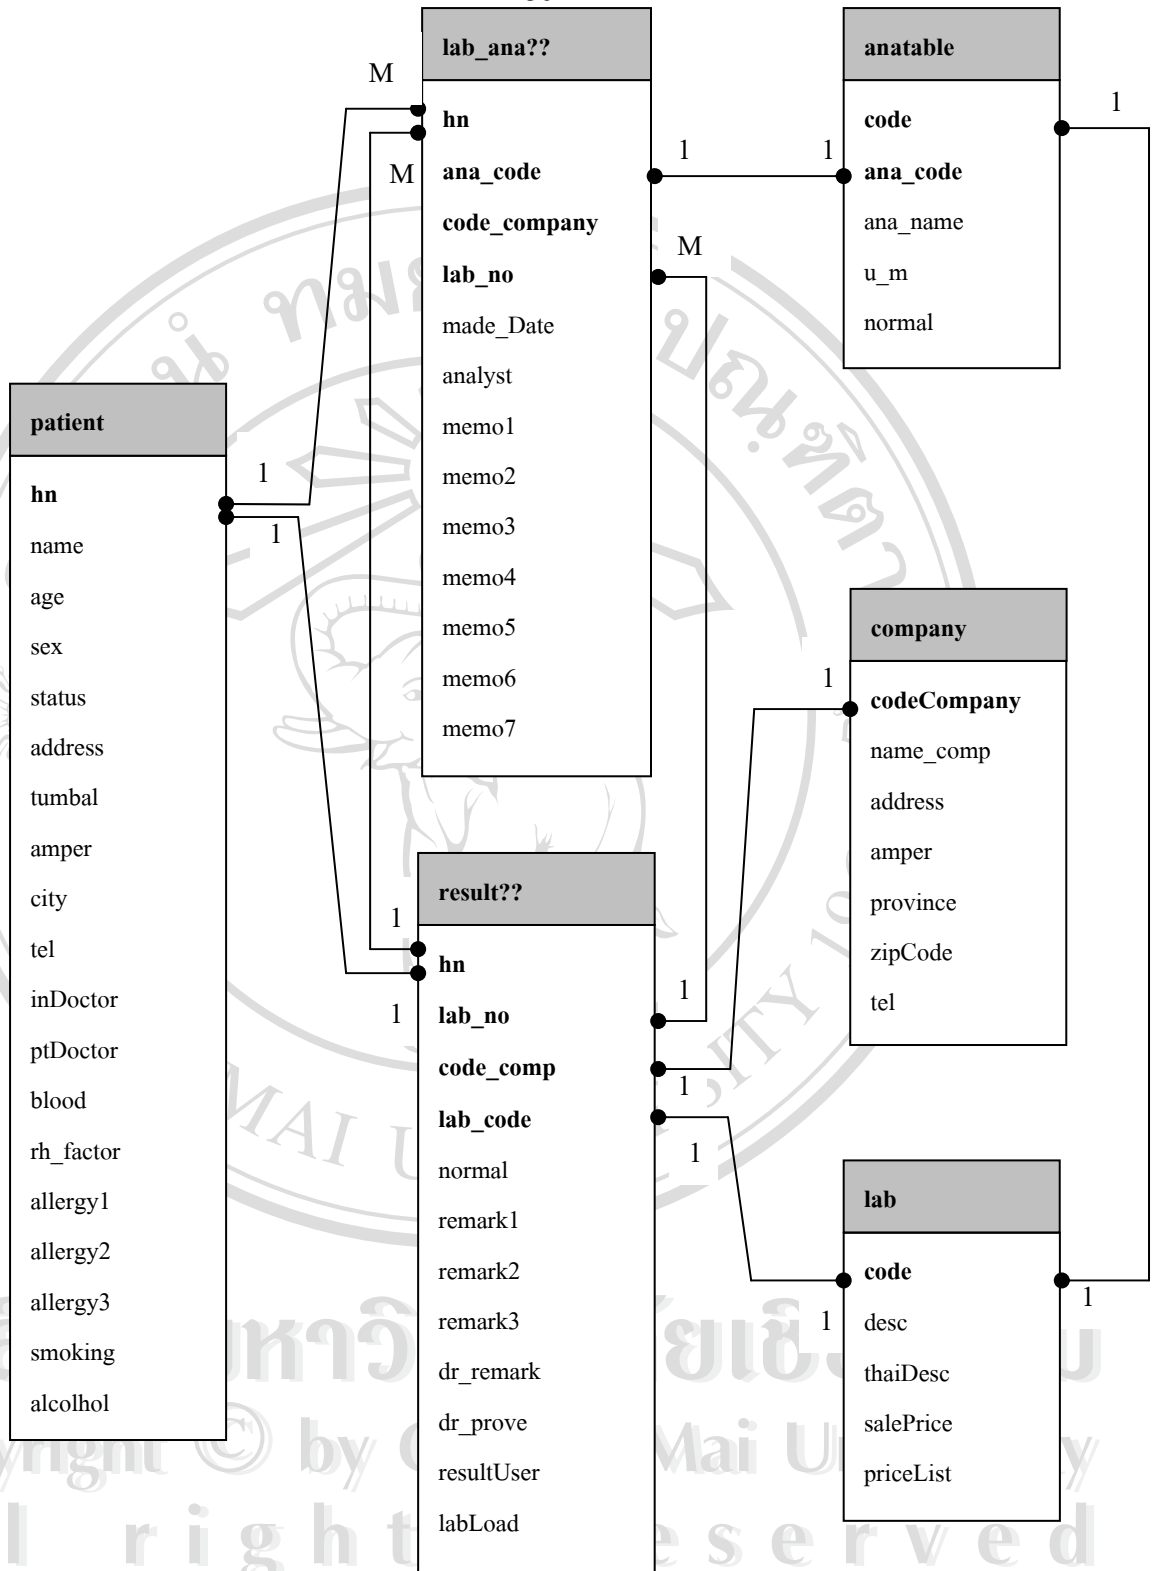 lab_ana??
hn
ana_code
code_company
lab_no
made_Date
analyst
memo1
memo2
memo3
memo4
memo5
memo6
memo7
anatable
code
ana_code
ana_name
u_m
normal
patient
hn
name
age
sex
status
address
tumbal
amper
city
tel
inDoctor
ptDoctor
blood
rh_factor
allergy1
allergy2
allergy3
smoking
alcolhol
company
codeCompany
name_comp
address
amper
province
zipCode
tel
result??
hn
lab_no
code_comp
lab_code
normal
remark1
remark2
remark3
dr_remark
dr_prove
resultUser
labLoad
lab
code
desc
thaiDesc
salePrice
priceList
M
M
1
1
1
1
M
1
1
1
1
1
1
1
1
1
© by
Mai
MAI